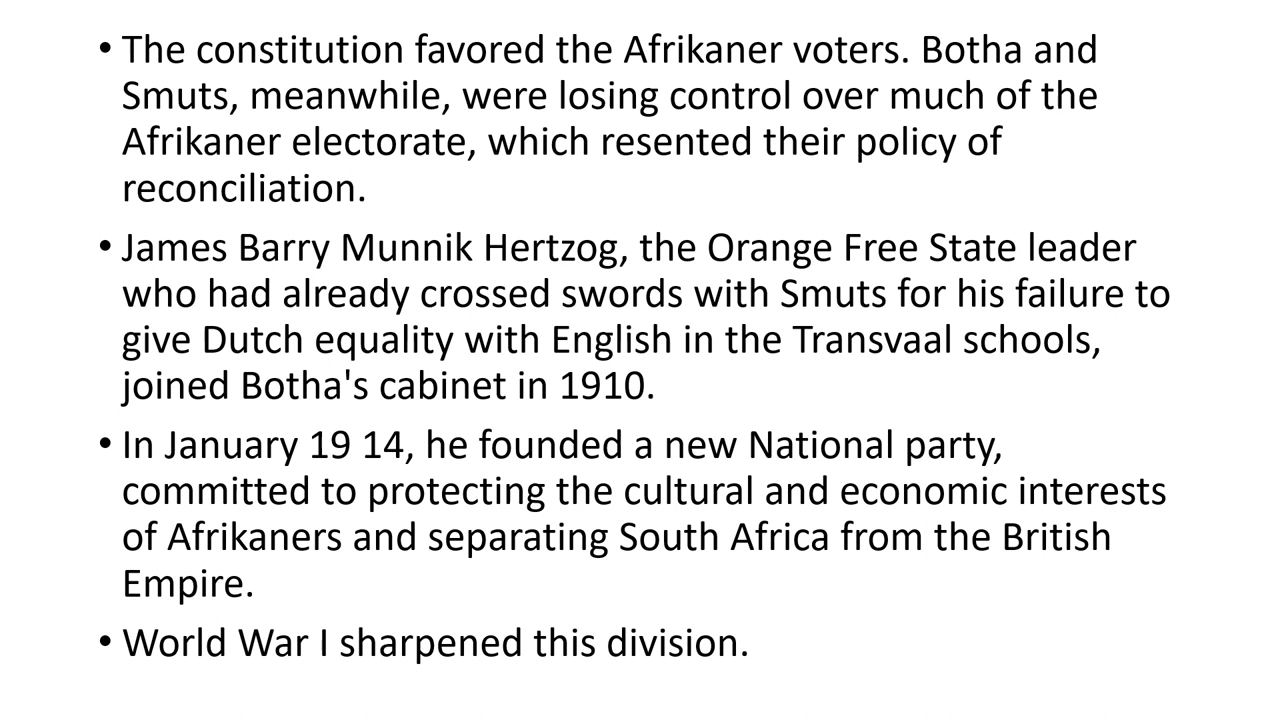 • The constitution favored the Afrikaner voters. Botha and
Smuts, meanwhile, were losing control over much of the
Afrikaner electorate, which resented their policy of
reconciliation.
• James Barry Munnik Hertzog, the Orange Free State leader
who had already crossed swords with Smuts for his failure to
give Dutch equality with English in the Transvaal schools,
joined Botha's cabinet in 1910.
• In January 19 14, he founded a new National party,
committed to protecting the cultural and economic interests
of Afrikaners and separating South Africa from the British
Empire.
• World War I sharpened this division.